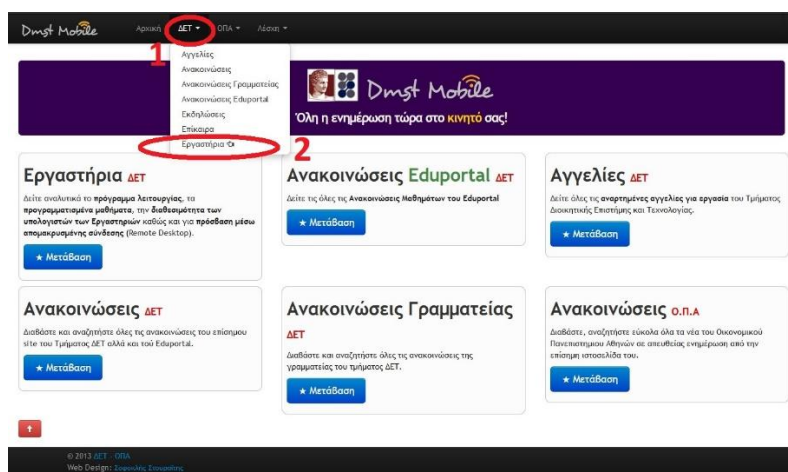 Dmst Mobile Αρχική ΔΕΤ ΟΠΑ Λέσχη
1
Αγγελίες
Ανακοινώσεις
Ανακοινώσεις Γραμματείας
Ανακοινώσεις Eduportal
Εκδηλώσεις
Επίκαιρα
Εργαστήρια
2
Dmst Mobile
Όλη η ενημέρωση τώρα στο κινητό σας!
Εργαστήρια ΔΕΤ
Δείτε αναλυτικά το πρόγραμμα λειτουργίας, τα
προγραμματισμένα μαθήματα, την διαθεσιμότητα των
υπολογιστών των Εργαστηρίων καθώς και για πρόσβαση μέσω
απομακρυσμένης σύνδεσης (Remote Desktop).
Μετάβαση
Ανακοινώσεις Eduportal ΔΕΤ
Δείτε τις όλες τις Ανακοινώσεις Μαθημάτων του Eduportal
Μετάβαση
Αγγελίες ΔΕΤ
Δείτε όλες τις αναρτημένες αγγελίες για εργασία του Τμήματος
Διοικητικής Επιστήμης και Τεχνολογίας.
Μετάβαση
Ανακοινώσεις ΔΕΤ
Διαβάστε και αναζητήστε όλες τις ανακοινώσεις του επίσημου
site του Τμήματος ΔΕΤ αλλά και τού Eduportal.
Μετάβαση
Ανακοινώσεις Γραμματείας
ΔΕΤ
Διαβάστε και αναζητήστε όλες τις ανακοινώσεις της
γραμματείας του τμήματος ΔΕΤ.
Μετάβαση
Ανακοινώσεις Ο.Π.Α
Διαβάστε, αναζητήστε εύκολα όλα τα νέα του Οικονομικού
Πανεπιστημιου Αθηνών σε απευθείας ενημέρωση από την
επίσημη ιστοσελίδα του.
Μετάβαση
© 2013 ΔΕΤ - ΟΠΑ
Web Design: Σοφοκλής Στουραΐτης